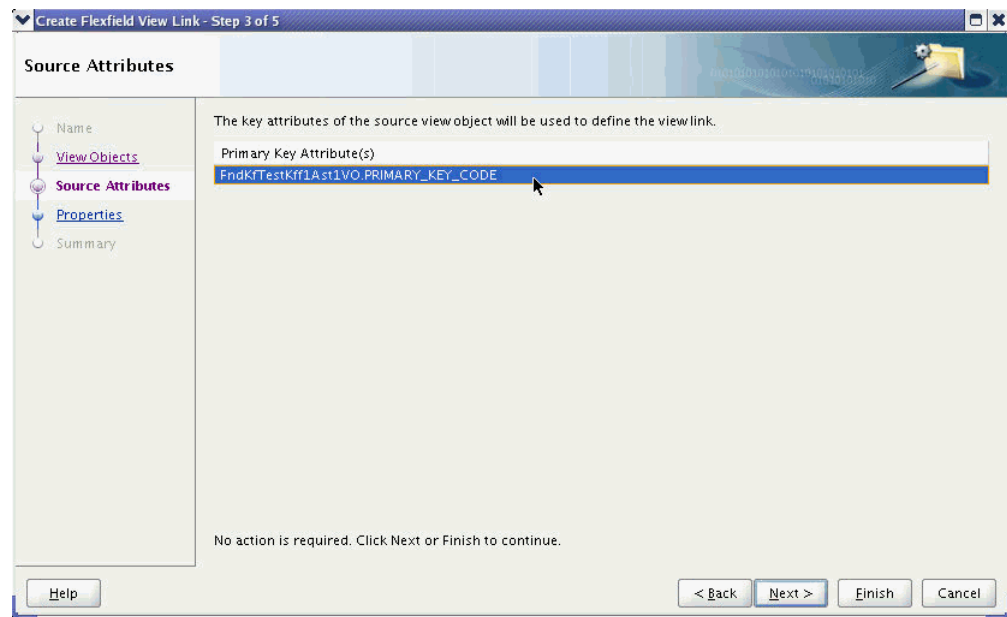 Create Flexfield View Link - Step 3 of 5
Source Attributes
Name
View Objects
Source Attributes
Properties
Summary
The key attributes of the source view object will be used to define the view link.
Primary Key Attribute(s)
FndKfTestKff1Ast1VO.PRIMARY_KEY_CODE
No action is required. Click Next or Finish to continue.
Help
< Back
Next >
Finish
Cancel